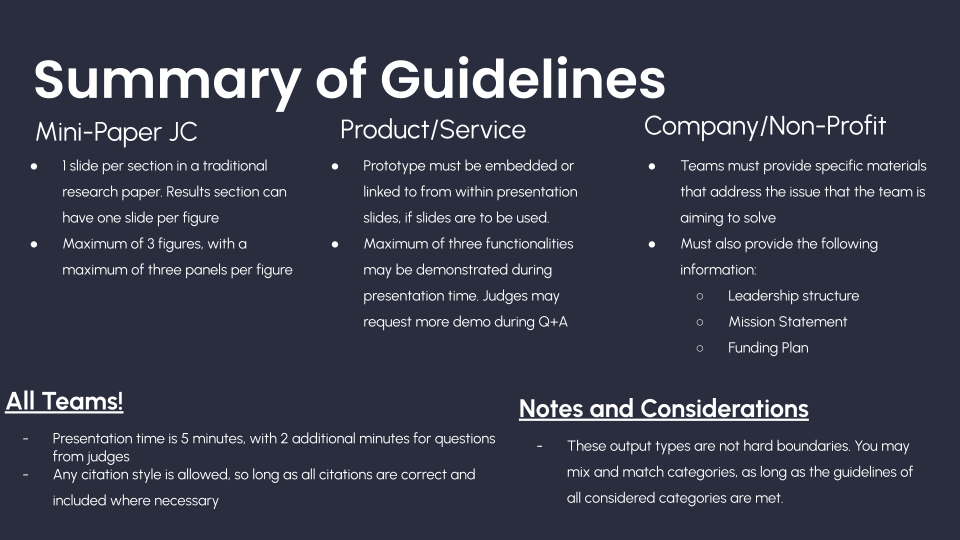 Summary of Guidelines
Mini-Paper JC
● 1 slide per section in a traditional
research paper. Results section can
have one slide per figure
● Maximum of 3 figures, with a
maximum of three panels per figure
Product/Service
● Prototype must be embedded or
linked to from within presentation
slides, if slides are to be used.
● Maximum of three functionalities
may be demonstrated during
presentation time. Judges may
request more demo during Q+A
Company/Non-Profit
● Teams must provide specific materials
that address the issue that the team is
aiming to solve
● Must also provide the following
information:
○ Leadership structure
○ Mission Statement
○ Funding Plan
All Teams!
- Presentation time is 5 minutes, with 2 additional minutes for questions
from judges
- Any citation style is allowed, so long as all citations are correct and
included where necessary
Notes and Considerations
- These output types are not hard boundaries. You may
mix and match categories, as long as the guidelines of
all considered categories are met.